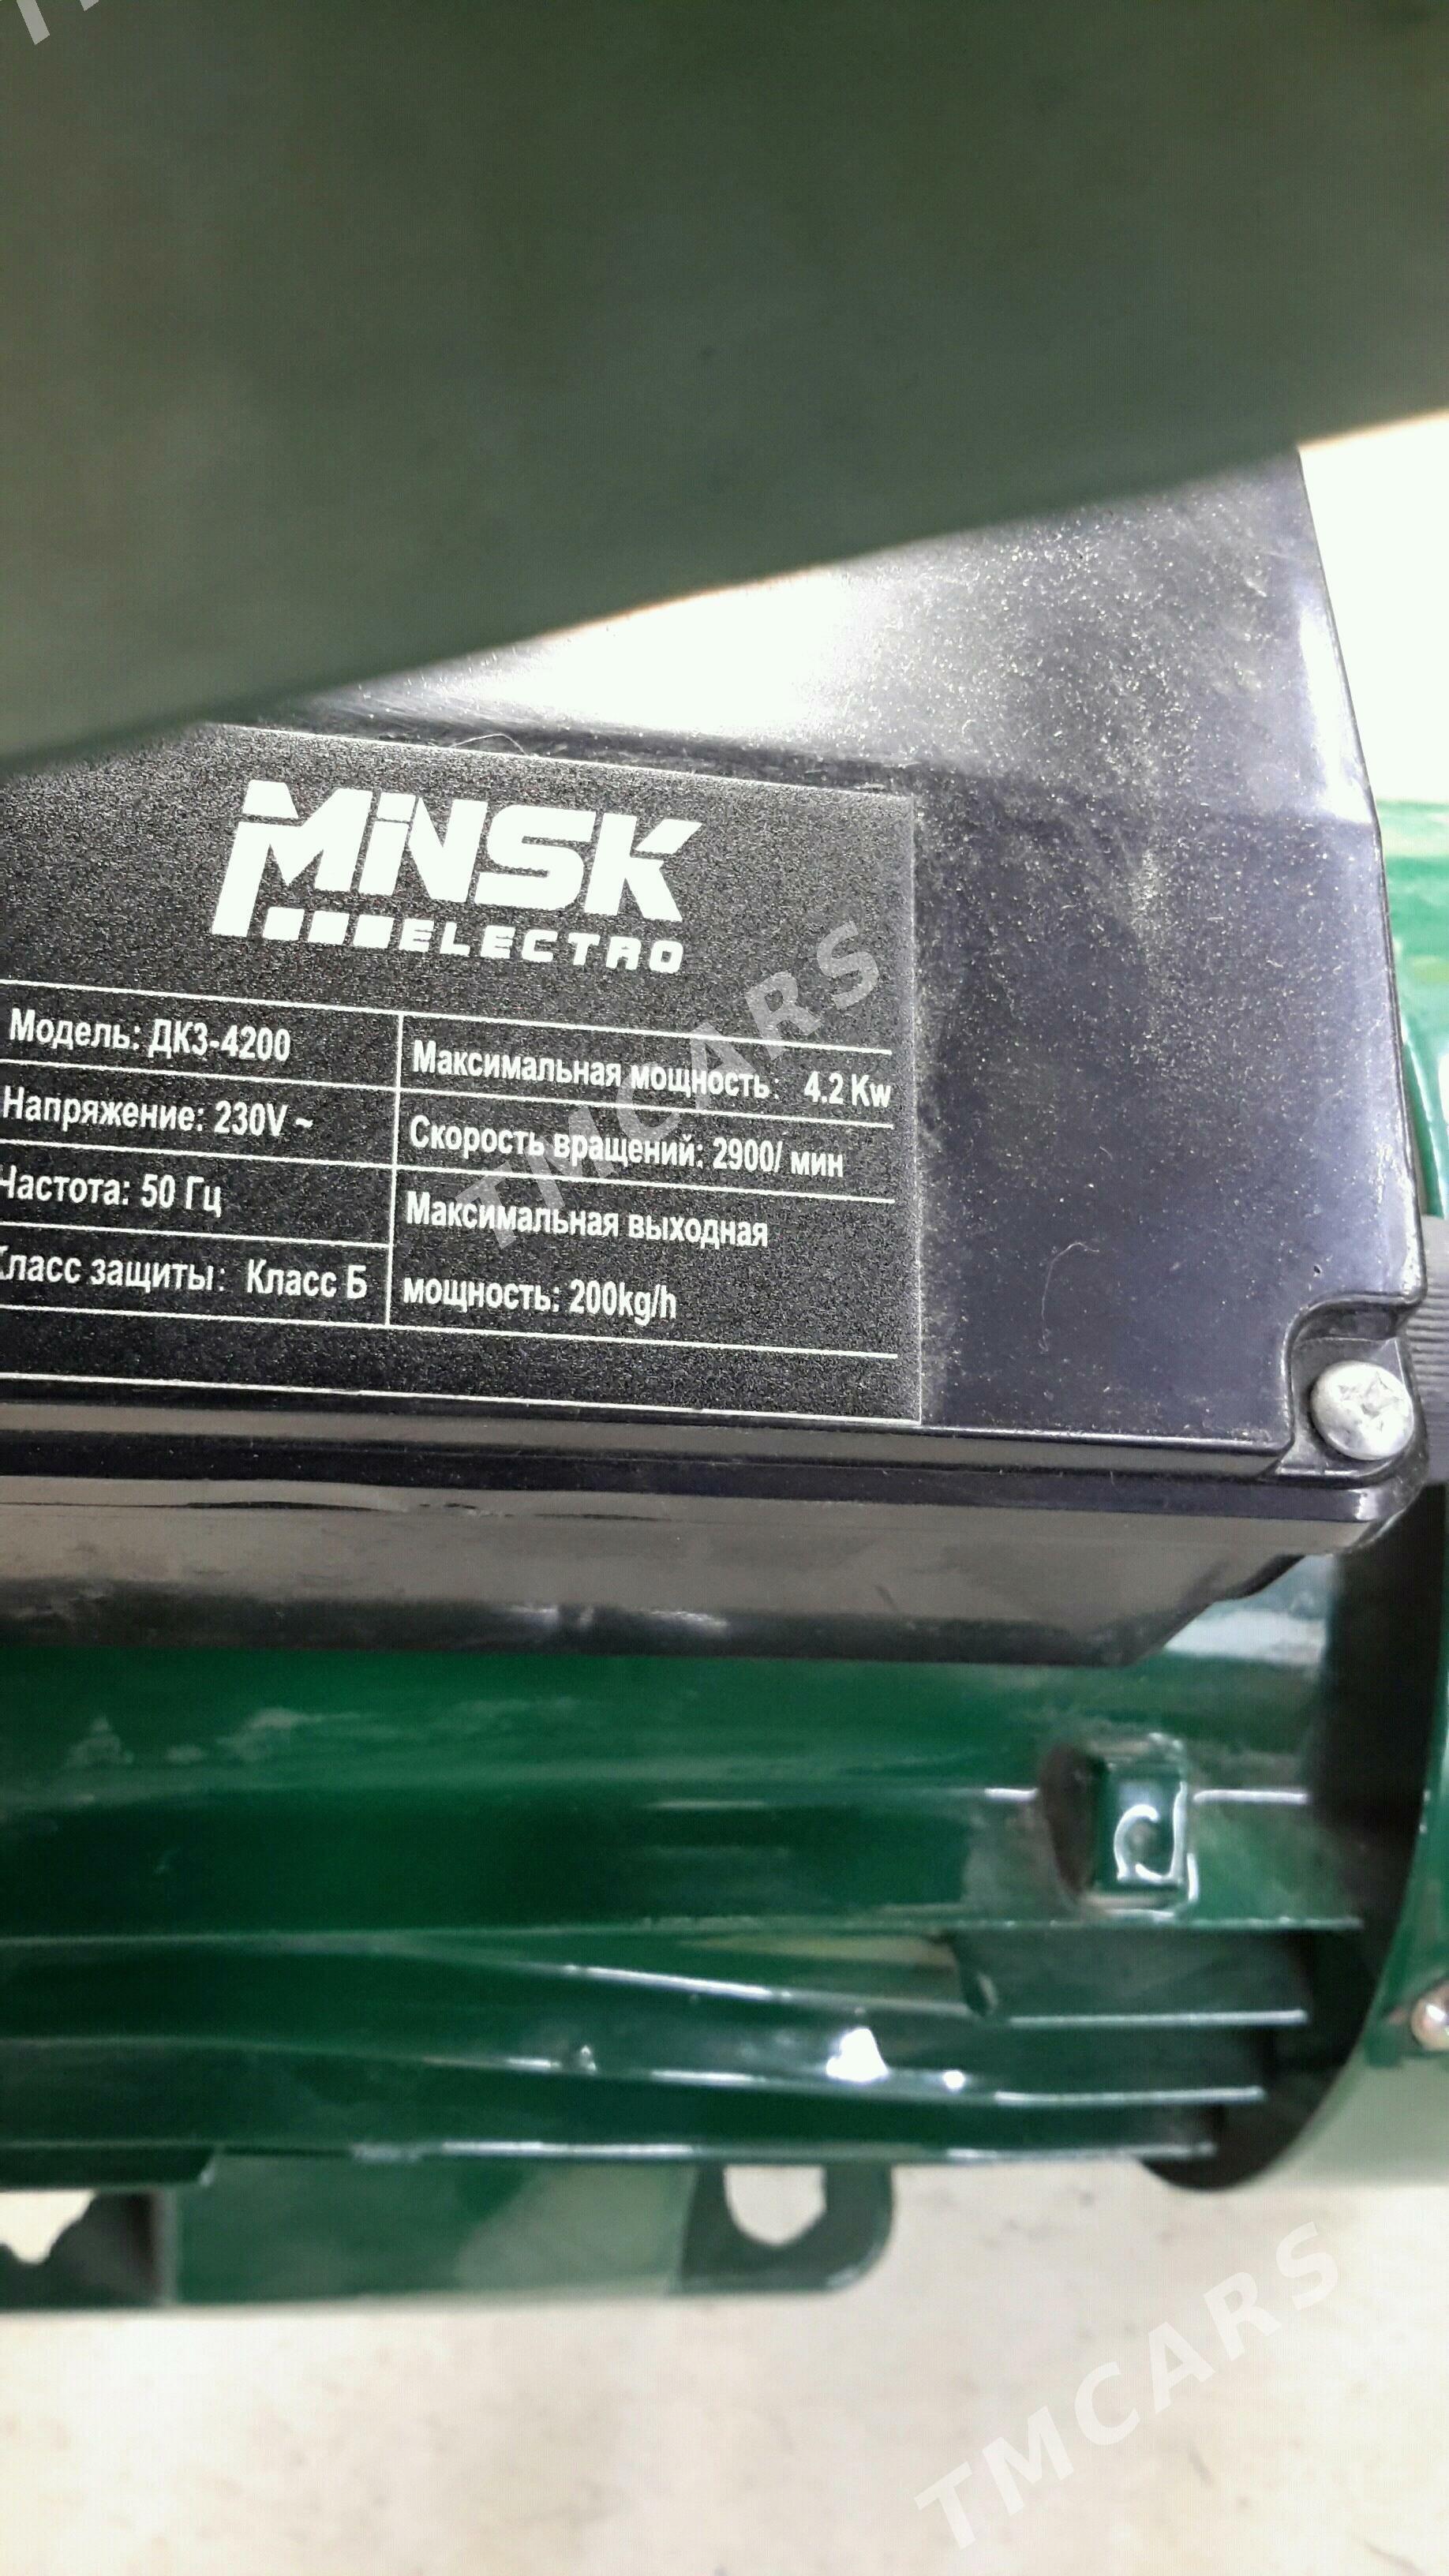 MINSK
ELECTRO
Модель: ДКЗ-4200
Максимальная мощность: 4.2 Kw
Напряжение: 230V ~
Скорость вращений: 2900/ мин
Частота: 50 Гц
Максимальная выходная
мощность: 200kg/h
Класс защиты: Класс Б
TMCARS
TMCARS